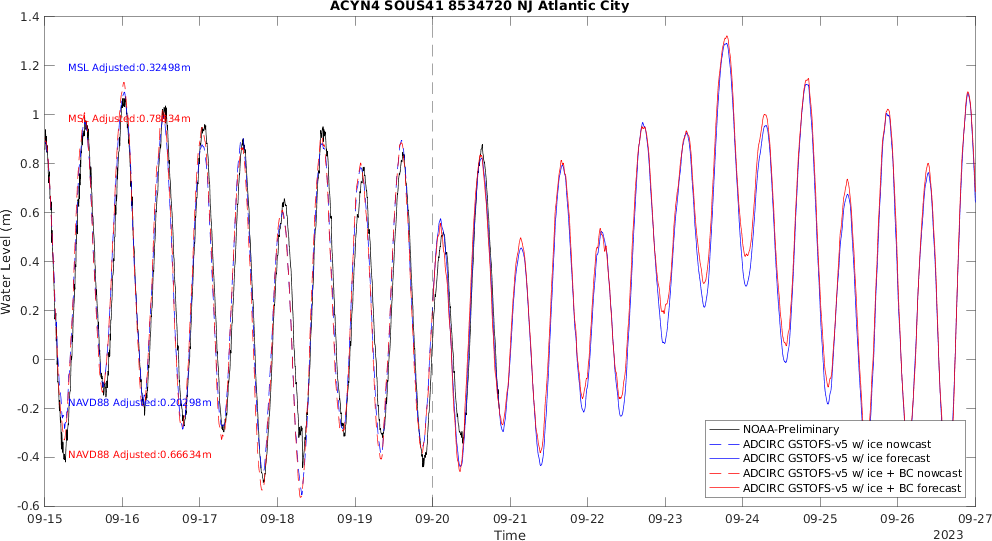 ACYN4 SOUS41 8534720 NJ Atlantic City
1.4
1.2
1
0.8
0.6
0.4
0.2
0
-0.2
-0.4
-0.6
Water Level (m)
MSL Adjusted:0.32498m
NAVD88 Adjusted:0.20298m
NAVD88 Adjusted:0.66634m
NOAA-Preliminary
ADCIRC GSTOFS-v5 w/ ice nowcast
ADCIRC GSTOFS-v5 w/ ice forecast
ADCIRC GSTOFS-v5 w/ ice + BC nowcast
ADCIRC GSTOFS-v5 w/ ice + BC forecast
09-15 09-16 09-17 09-18 09-19 09-20 09-21 09-22 09-23 09-24 09-25 09-26 09-27
Time
2023